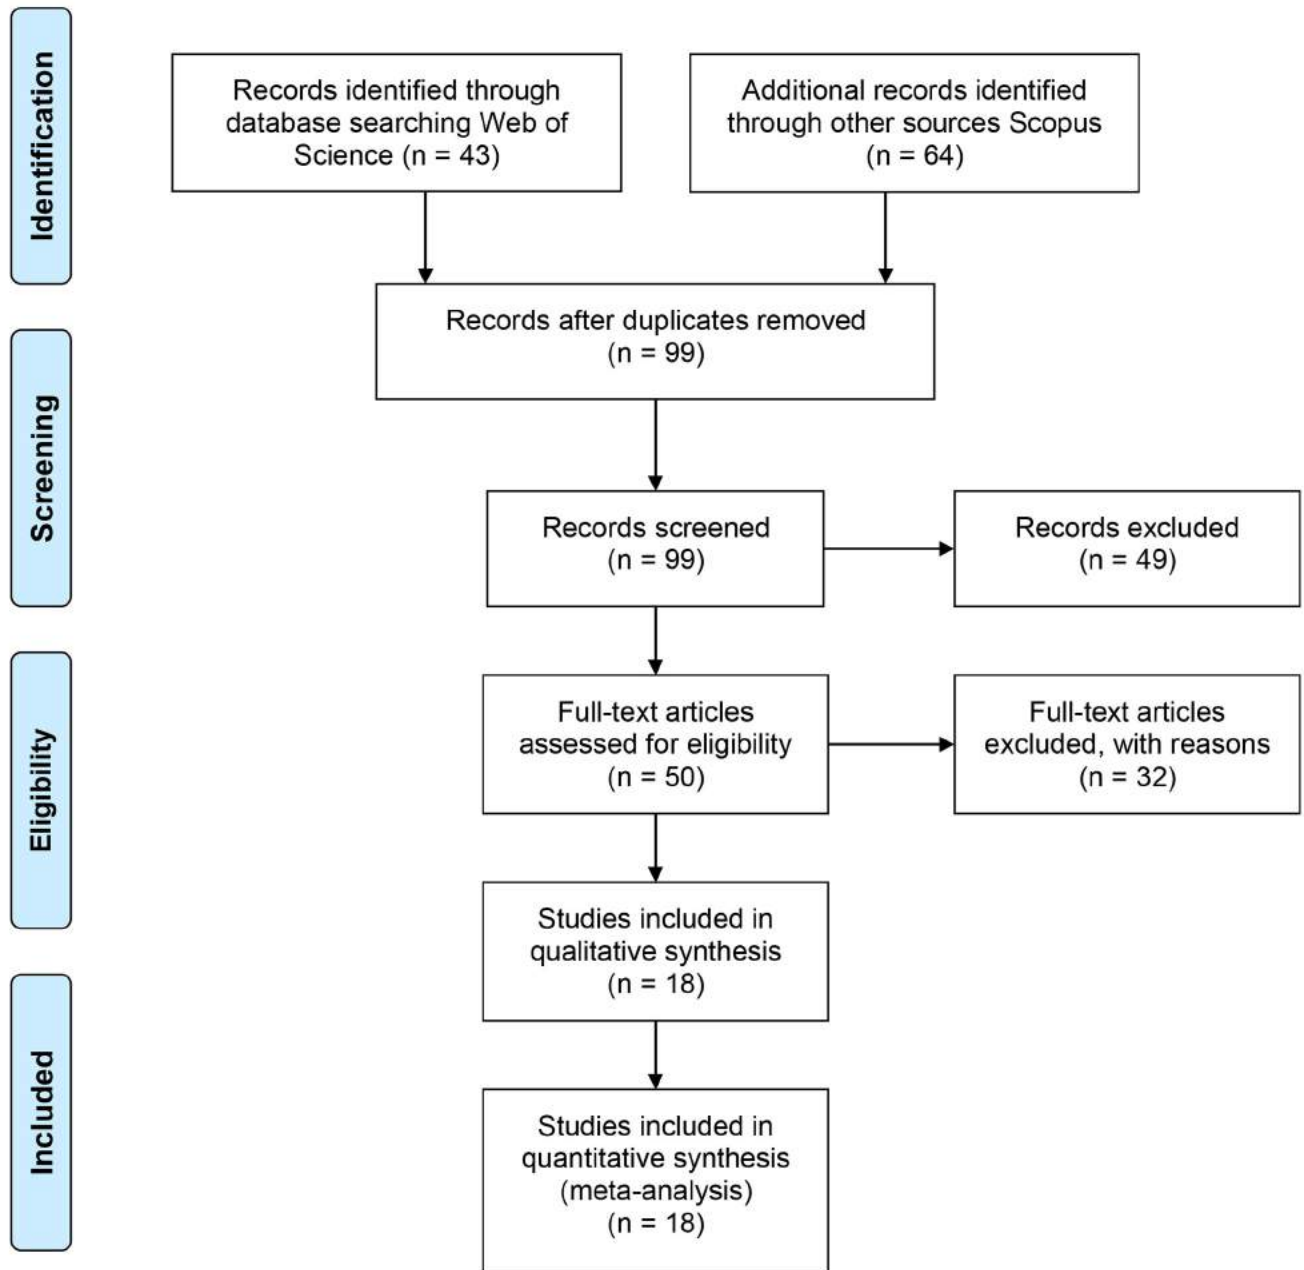 Identification
Records identified through
database searching Web of
Science (n = 43)
Additional records identified
through other sources Scopus
(n = 64)
Records after duplicates removed
(n = 99)
Screening
Records screened
(n = 99)
Records excluded
(n = 49)
Eligibility
Full-text articles
assessed for eligibility
(n = 50)
Full-text articles
excluded, with reasons
(n = 32)
Studies included in
qualitative synthesis
(n = 18)
Included
Studies included in
quantitative synthesis
(meta-analysis)
(n = 18)